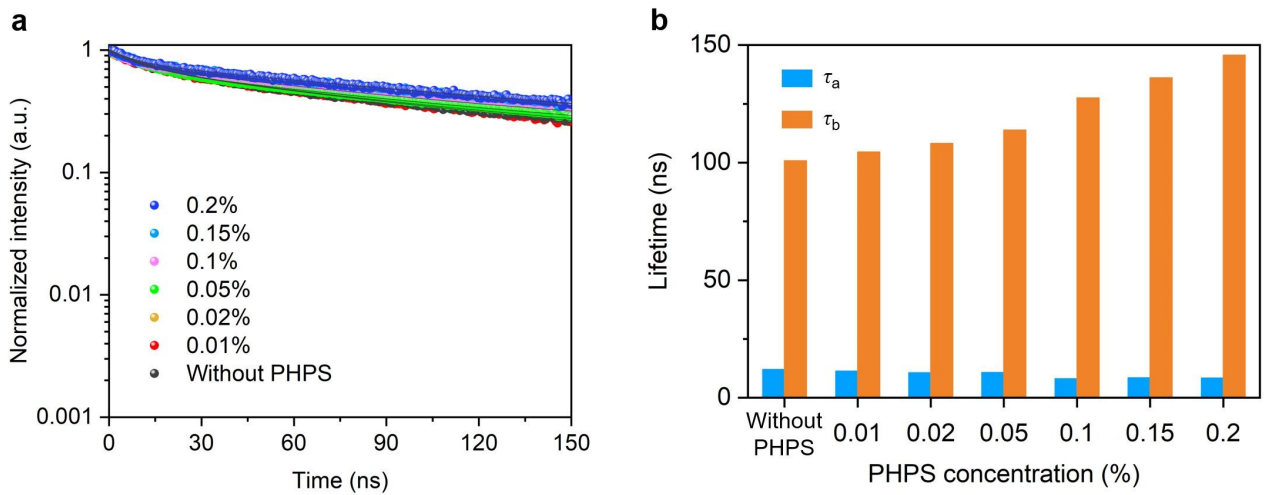 a
Normalized intensity (a.u.)
1
0.1
0.01
0.001
0.2%
0.15%
0.1%
0.05%
0.02%
0.01%
Without PHPS
0 30 60 90 120 150
Time (ns)
b
Lifetime (ns)
150
100
50
0
τa
τb
Without
PHPS
0.01 0.02 0.05 0.1 0.15 0.2
PHPS concentration (%)